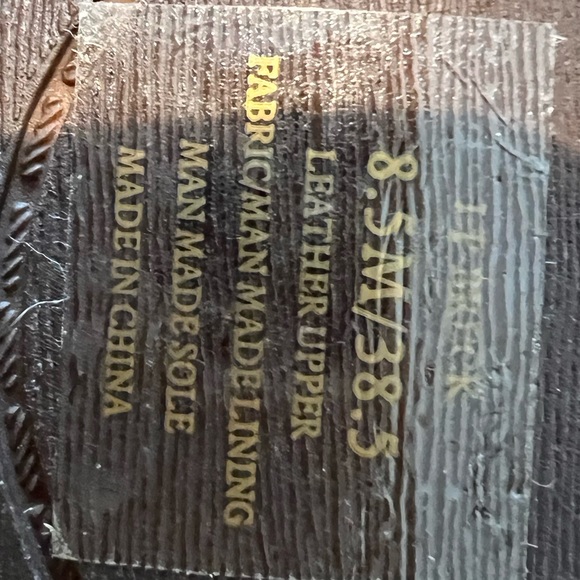 8.5M/38.5
LEATHER UPPER
FABRIC/MAN MADE LINING
MAN MADE SOLE
MADE IN CHINA